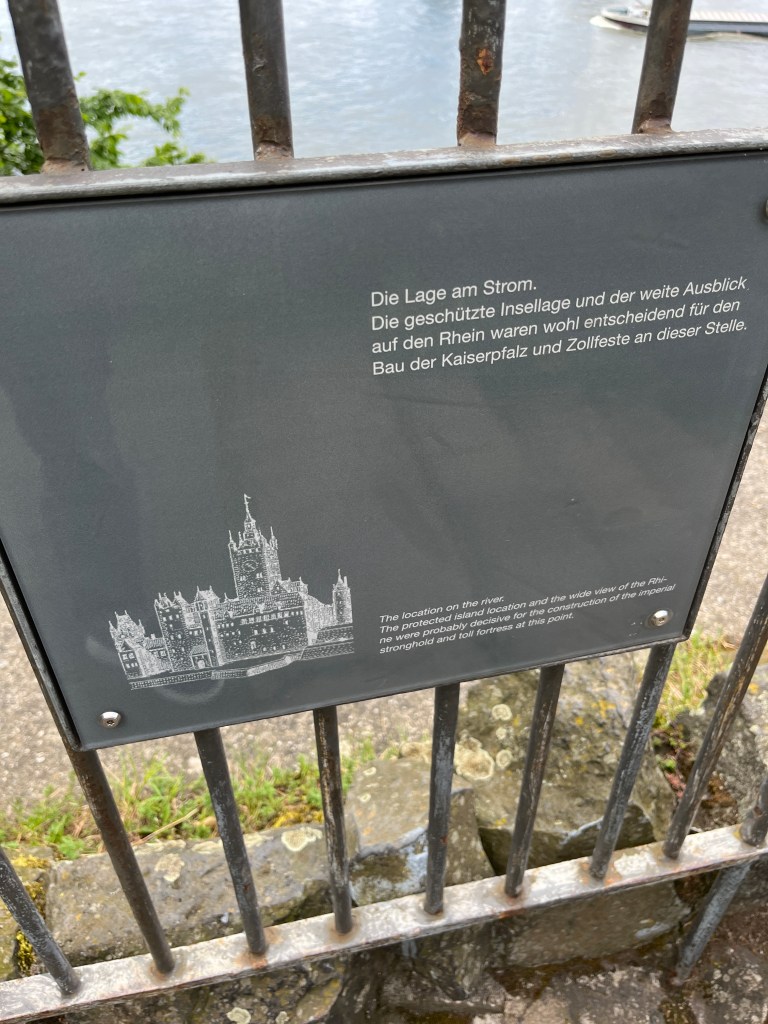 Die Lage am Strom.
Die geschützte Insellage und der weite Ausblick
auf den Rhein waren wohl entscheidend für den
Bau der Kaiserpfalz und Zollfeste an dieser Stelle.
The location on the river.
The protected island location and the wide view of the Rhi-
ne were probably decisive for the construction of the imperial
stronghold and toll fortress at this point.